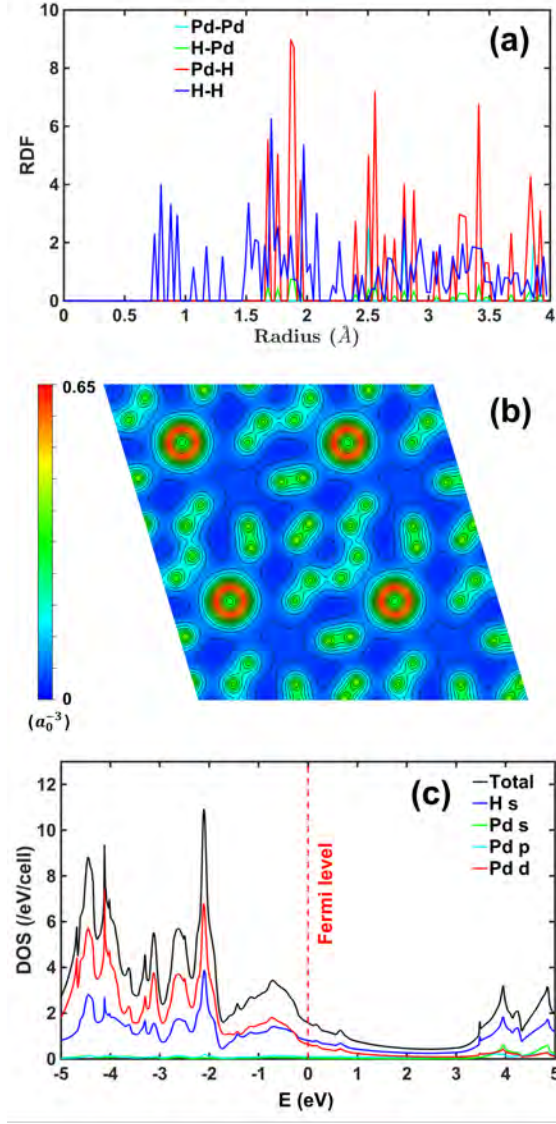 (a)
Pd-Pd
H-Pd
Pd-H
H-H
RDF
10
8
6
4
2
0
0 0.5 1 1.5 2 2.5 3 3.5 4
Radius (Å)
(b)
0.65
0
(a₀⁻³)
(c)
Total
H s
Pd s
Pd p
Pd d
Fermi level
DOS (/eV/cell)
12
10
8
6
4
2
0
-5 -4 -3 -2 -1 0 1 2 3 4 5
E (eV)